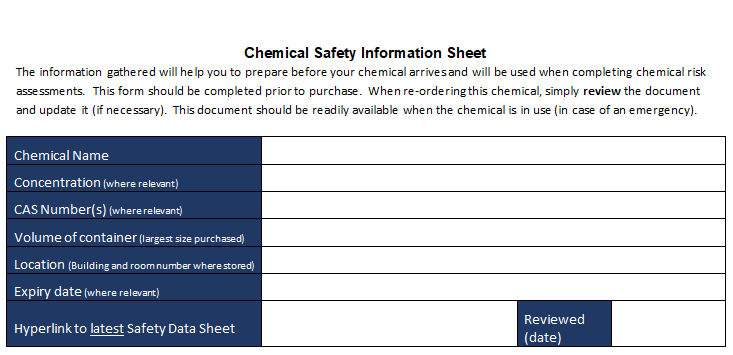 Chemical Safety Information Sheet
The information gathered will help you to prepare before your chemical arrives and will be used when completing chemical risk
assessments. This form should be completed prior to purchase. When re-ordering this chemical, simply review the document
and update it (if necessary). This document should be readily available when the chemical is in use (in case of an emergency).
Chemical Name
Concentration (where relevant)
CAS Number(s) (where relevant)
Volume of container (largest size purchased)
Location (Building and room number where stored)
Expiry date (where relevant)
Hyperlink to latest Safety Data Sheet
Reviewed
(date)